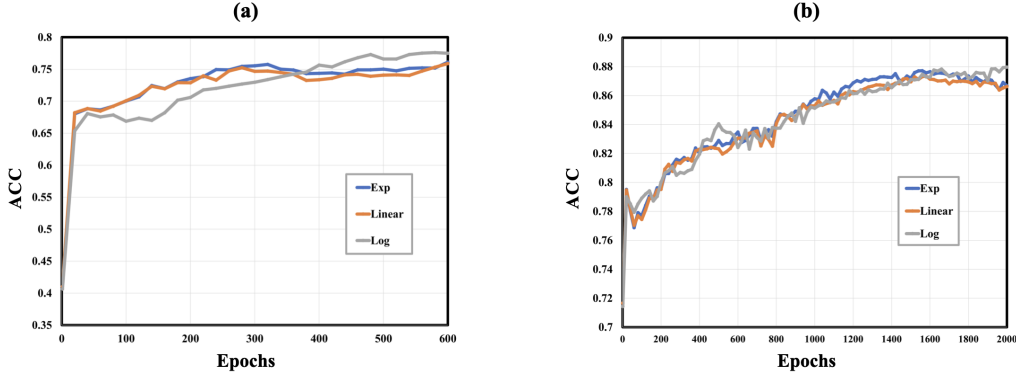 (a)
0.8
0.75
0.7
0.65
0.6
0.55
0.5
0.45
0.4
0.35
ACC
0 100 200 300 400 500 600
Epochs
Exp
Linear
Log
(b)
0.9
0.88
0.86
0.84
0.82
0.8
0.78
0.76
0.74
0.72
0.7
ACC
0 200 400 600 800 1000 1200 1400 1600 1800 2000
Epochs
Exp
Linear
Log